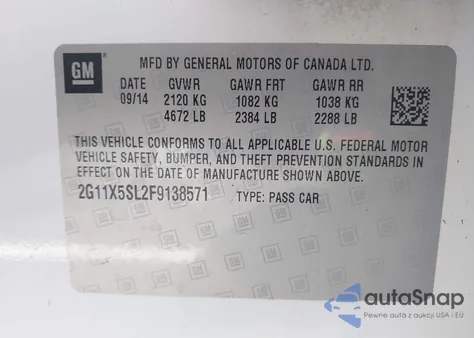 GM
MFD BY GENERAL MOTORS OF CANADA LTD.
DATE GVWR GAWR FRT GAWR RR
09/14 2120 KG 1082 KG 1038 KG
4672 LB 2384 LB 2288 LB
THIS VEHICLE CONFORMS TO ALL APPLICABLE U.S. FEDERAL MOTOR
VEHICLE SAFETY, BUMPER, AND THEFT PREVENTION STANDARDS IN
EFFECT ON THE DATE OF MANUFACTURE SHOWN ABOVE.
2G11X5SL2F9138571 TYPE: PASS CAR
autoSnap
Pewne auta z aukcji USA i EU